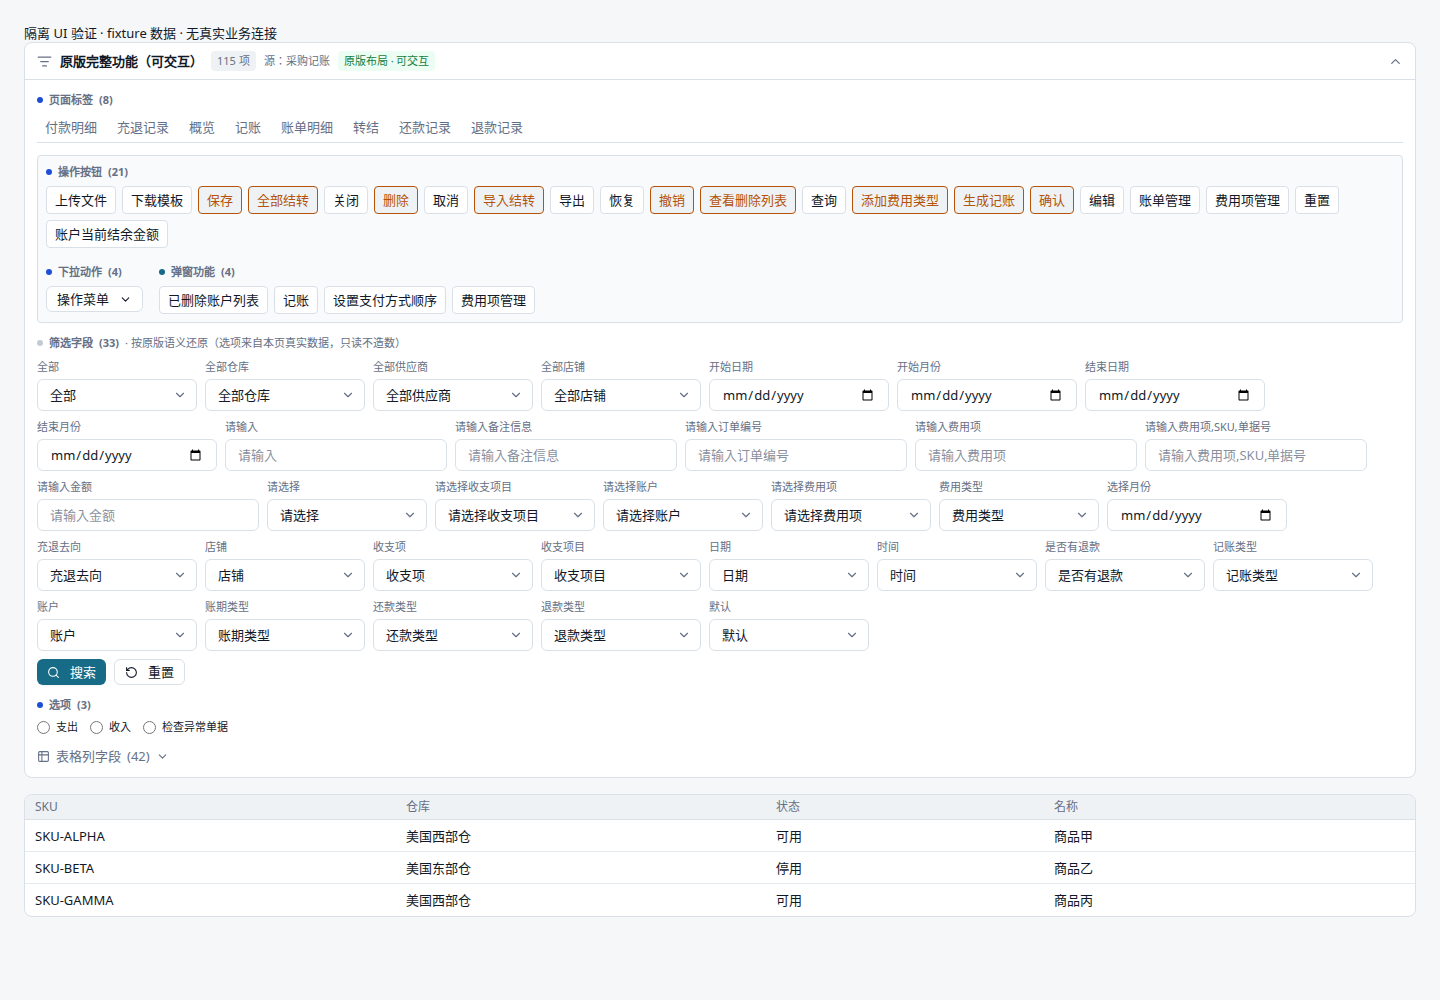 隔离 UI 验证 · fixture 数据 · 无真实业务连接
原版完整功能（可交互） 115 项 源：采购记账 原版布局 · 可交互
页面标签 (8)
付款明细 充退记录 概览 记账 账单明细 转结 还款记录 退款记录
操作按钮 (21)
上传文件 下载模板 保存 全部结转 关闭 删除 取消 导入结转 导出 恢复 撤销 查看删除列表 查询 添加费用类型 生成记账 确认 编辑 账单管理 费用项管理 重置
账户当前结余金额
下拉动作 (4) 弹窗功能 (4)
操作菜单 已删除账户列表 记账 设置支付方式顺序 费用项管理
筛选字段 (33) · 按原版语义还原（选项来自本页真实数据，只读不造数）
全部 全部仓库 全部供应商 全部店铺 开始日期 开始月份 结束日期
全部 全部仓库 全部供应商 全部店铺 mm/dd/yyyy mm/dd/yyyy mm/dd/yyyy
结束月份 请输入 请输入备注信息 请输入订单编号 请输入费用项 请输入费用项,SKU,单据号
mm/dd/yyyy 请输入 请输入备注信息 请输入订单编号 请输入费用项 请输入费用项,SKU,单据号
请输入金额 请选择 请选择收支项目 请选择账户 请选择费用项 费用类型 选择月份
请输入金额 请选择 请选择收支项目 请选择账户 请选择费用项 费用类型 mm/dd/yyyy
充退去向 店铺 收支项 收支项目 日期 时间 是否有退款 记账类型
充退去向 店铺 收支项 收支项目 日期 时间 是否有退款 记账类型
账户 账期类型 还款类型 退款类型 默认
账户 账期类型 还款类型 退款类型 默认
搜索 重置
选项 (3)
支出 收入 检查异常单据
表格列字段 (42)
SKU 仓库 状态 名称
SKU-ALPHA 美国西部仓 可用 商品甲
SKU-BETA 美国东部仓 停用 商品乙
SKU-GAMMA 美国西部仓 可用 商品丙